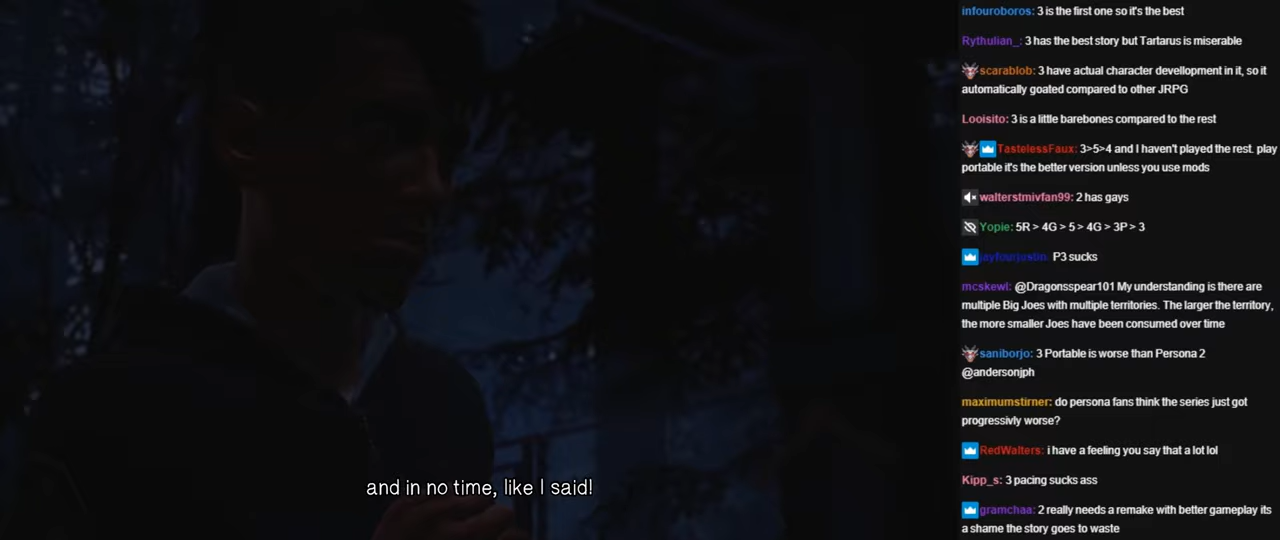 infouroboros: 3 is the first one so it's the best
Rythulian_: 3 has the best story but Tartarus is miserable
scarablob: 3 have actual character devellopment in it, so it
automatically goated compared to other JRPG
Looisito: 3 is a little barebones compared to the rest
TastelessFaux: 3>5>4 and I haven't played the rest. play
portable it's the better version unless you use mods
walterstmivfan99: 2 has gays
Yopie: 5R > 4G > 5 > 4G > 3P > 3
jayfourjustin: P3 sucks
mcskewl: @Dragonsspear101 My understanding is there are
multiple Big Joes with multiple territories. The larger the territory,
the more smaller Joes have been consumed over time
saniborjo: 3 Portable is worse than Persona 2
@andersonjph
maximumstirner: do persona fans think the series just got
progressivly worse?
RedWalters: i have a feeling you say that a lot lol
Kipp_s: 3 pacing sucks ass
gramchaa: 2 really needs a remake with better gameplay its
a shame the story goes to waste
and in no time, like I said!